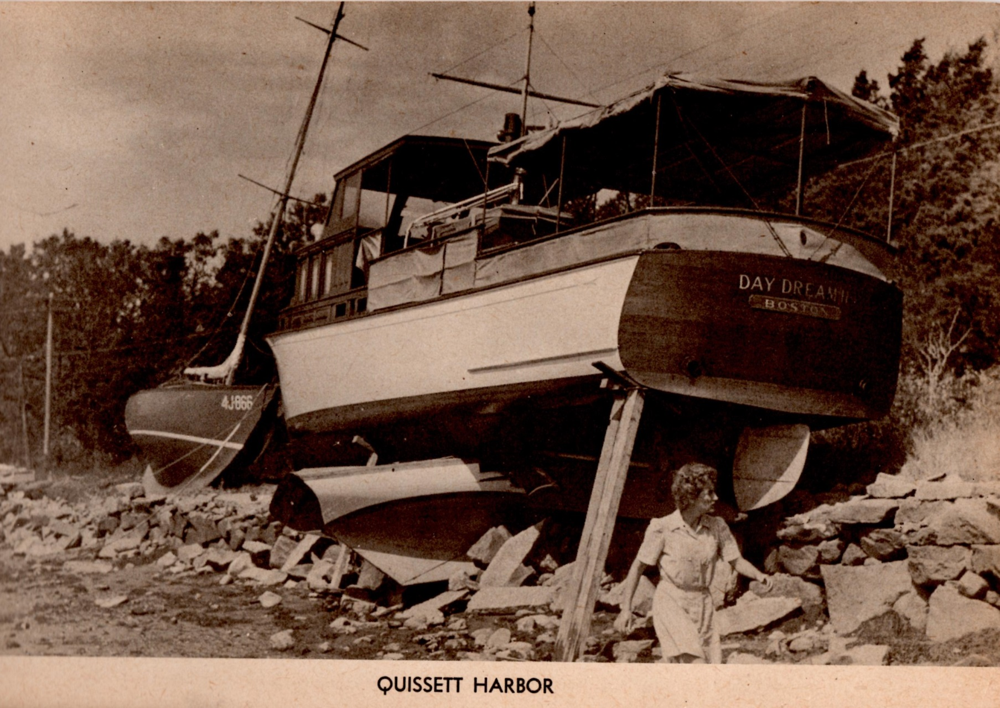 4J866
DAY DREAM II
BOSTON
QUISSETT HARBOR